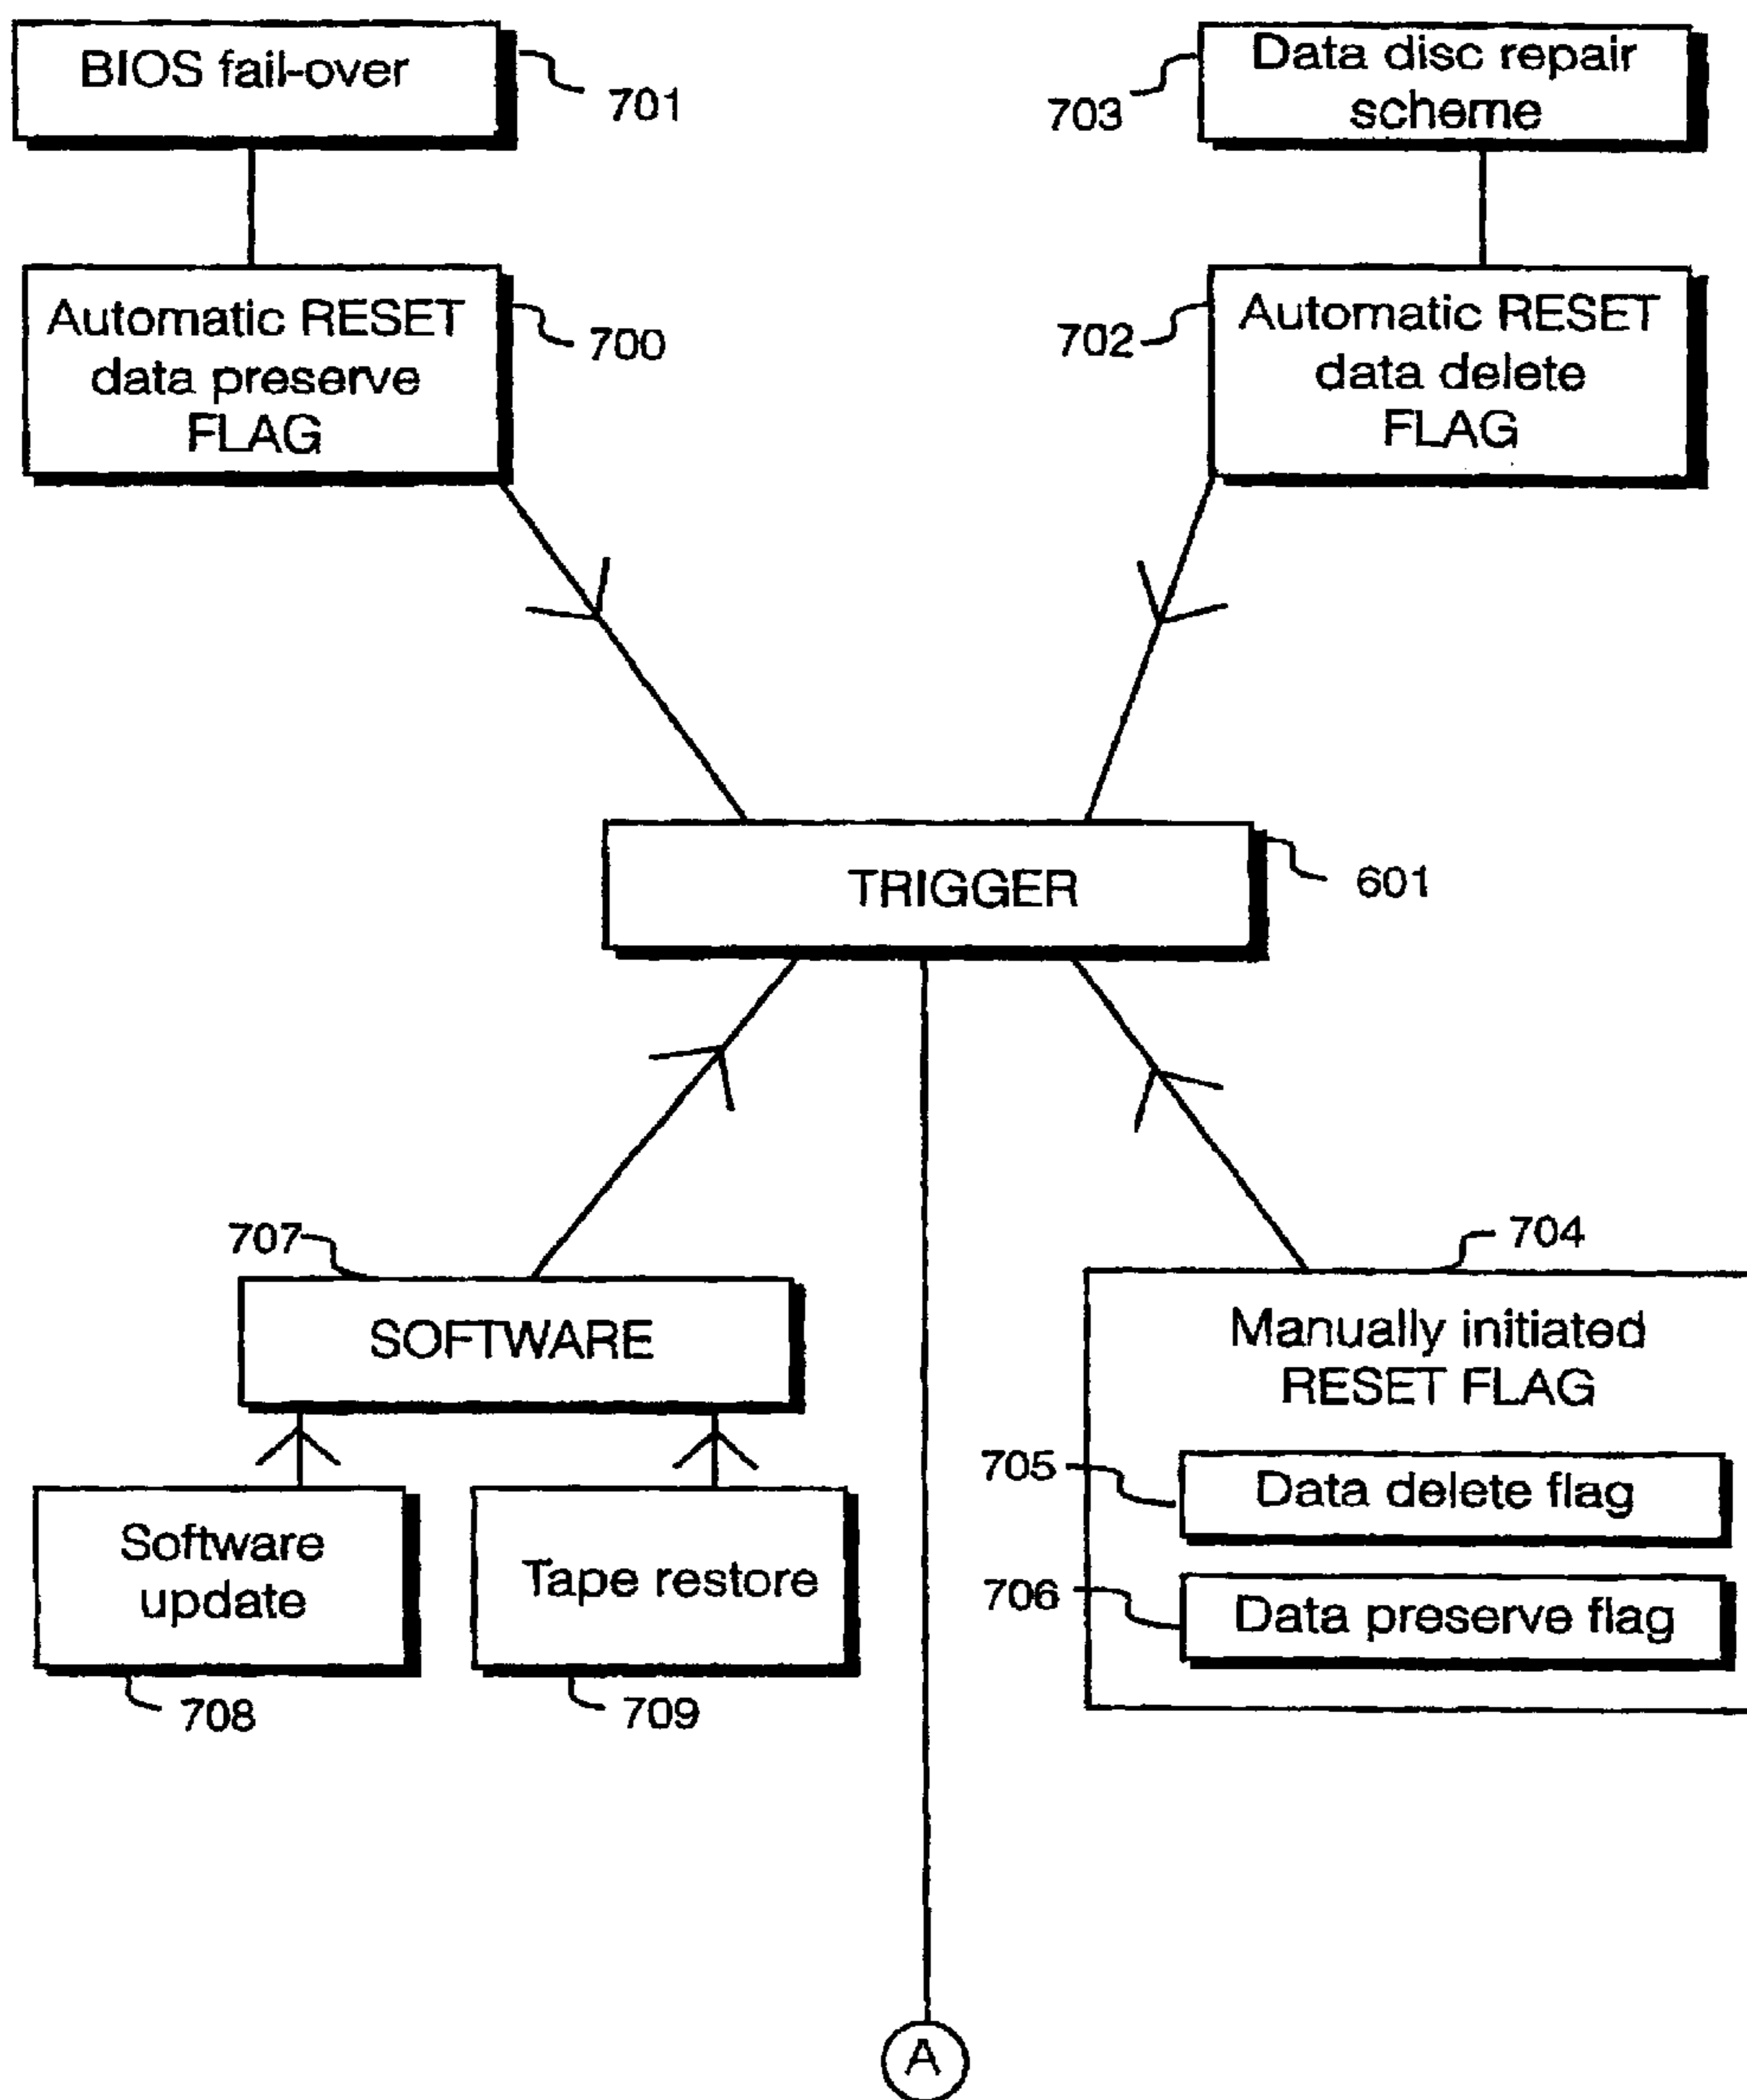 BIOS fail-over
701
703
Data disc repair
scheme
Automatic RESET
data preserve
FLAG
700
702
Automatic RESET
data delete
FLAG
TRIGGER
601
707
SOFTWARE
704
Manually initiated
RESET FLAG
705
Data delete flag
706
Data preserve flag
Software
update
Tape restore
708
709
A